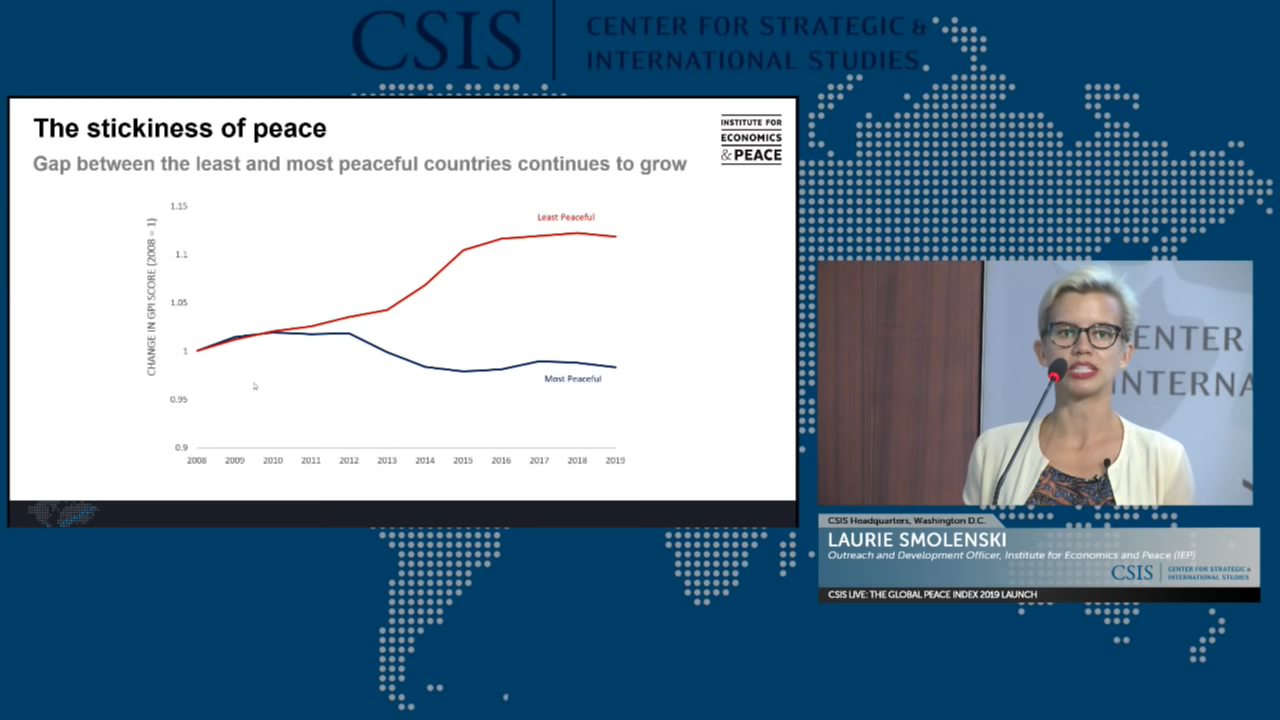 CSIS
CENTER FOR STRATEGIC &
INTERNATIONAL STUDIES
The stickiness of peace
Gap between the least and most peaceful countries continues to grow
INSTITUTE FOR
ECONOMICS
& PEACE
CHANGE IN GPI SCORE (2008 = 1)
1.15
1.1
1.05
1
0.95
0.9
Least Peaceful
Most Peaceful
2008 2009 2010 2011 2012 2013 2014 2015 2016 2017 2018 2019
ENTER
INTERNA
CSIS Headquarters, Washington D.C.
LAURIE SMOLENSKI
Outreach and Development Officer, Institute for Economics and Peace (IEP)
CSIS
CENTER FOR STRATEGIC &
INTERNATIONAL STUDIES
CSIS LIVE: THE GLOBAL PEACE INDEX 2019 LAUNCH